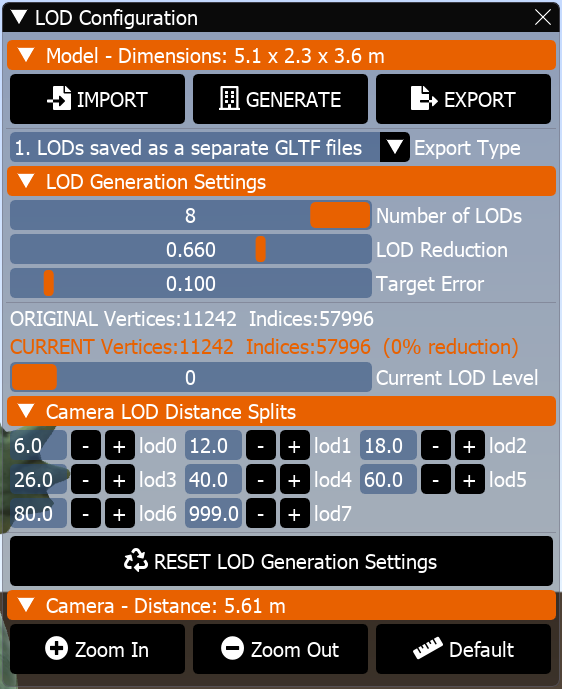 LOD Configuration
Model - Dimensions: 5.1 x 2.3 x 3.6 m
IMPORT GENERATE EXPORT
1. LODs saved as a separate GLTF files Export Type
LOD Generation Settings
8 Number of LODs
0.660 LOD Reduction
0.100 Target Error
ORIGINAL Vertices:11242 Indices:57996
CURRENT Vertices:11242 Indices:57996 (0% reduction)
0 Current LOD Level
Camera LOD Distance Splits
6.0 - + lod0 12.0 - + lod1 18.0 - + lod2
26.0 - + lod3 40.0 - + lod4 60.0 - + lod5
80.0 - + lod6 999.0 - + lod7
RESET LOD Generation Settings
Camera - Distance: 5.61 m
Zoom In Zoom Out Default